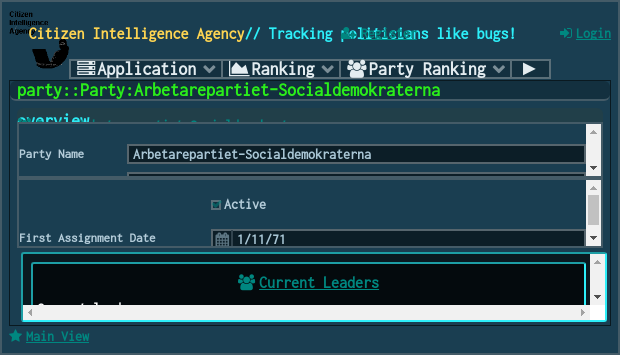 Citizen
Intelligence
Agency
Citizen Intelligence Agency// Tracking politicians like bugs!
Login
Application
Ranking
Party Ranking
party::Party:Arbetarepartiet-Socialdemokraterna
overview
Party Name
Arbetarepartiet-Socialdemokraterna
Active
First Assignment Date
1/11/71
Current Leaders
Main View